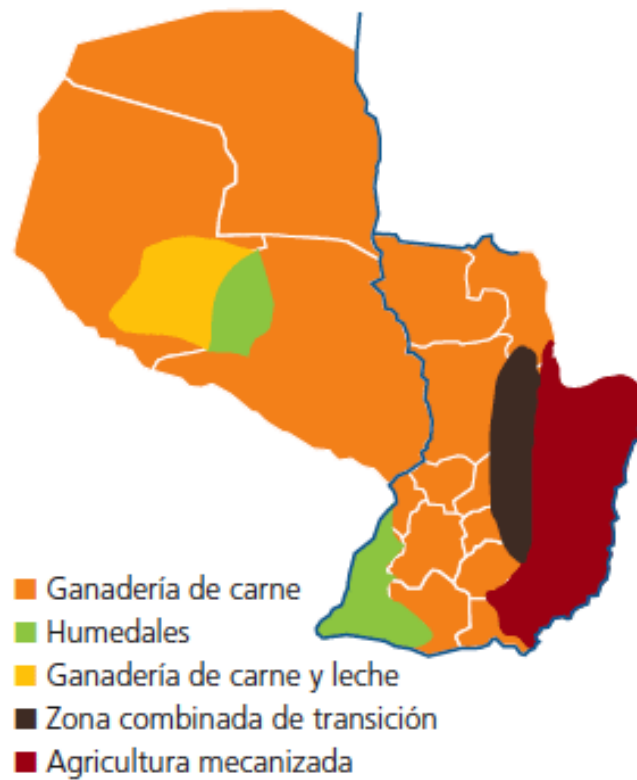 Ganadería de carne
Humedales
Ganadería de carne y leche
Zona combinada de transición
Agricultura mecanizada